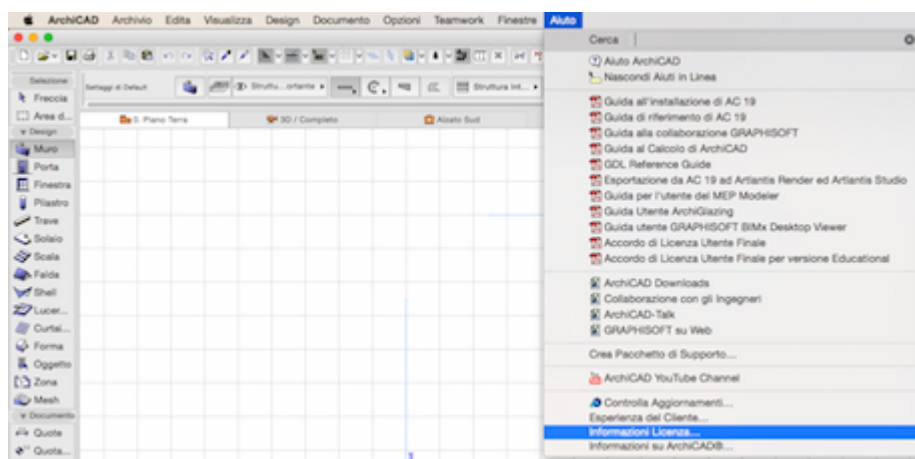 ArchiCAD Archivio Edita Visualizza Design Documento Opzioni Teamwork Finestre Aiuto
Cerca
Selezione
Freccia
Area d...
Design
Muro
Porta
Finestra
Pilastro
Trave
Solaio
Scala
Falda
Shell
Lucer...
Curtai...
Forma
Oggetto
Zona
Mesh
Documento
Quote
Quota...
Settaggi di Default
Struttu...ortante
Struttura Int...
0. Piano Terra
3D / Completo
Alzato Sud
Aiuto ArchiCAD
Nascondi Aiuti in Linea
Guida all'installazione di AC 19
Guida di riferimento di AC 19
Guida alla collaborazione GRAPHISOFT
Guida al Calcolo di ArchiCAD
GDL Reference Guide
Esportazione da AC 19 ad Artlantis Render ed Artlantis Studio
Guida per l'utente del MEP Modeler
Guida Utente ArchiGlazing
Guida utente GRAPHISOFT BIMx Desktop Viewer
Accordo di Licenza Utente Finale
Accordo di Licenza Utente Finale per versione Educational
ArchiCAD Downloads
Collaborazione con gli Ingegneri
ArchiCAD-Talk
GRAPHISOFT su Web
Crea Pacchetto di Supporto...
ArchiCAD YouTube Channel
Controlla Aggiornamenti...
Esperienza del Cliente...
Informazioni Licenza...
Informazioni su ArchiCAD®...